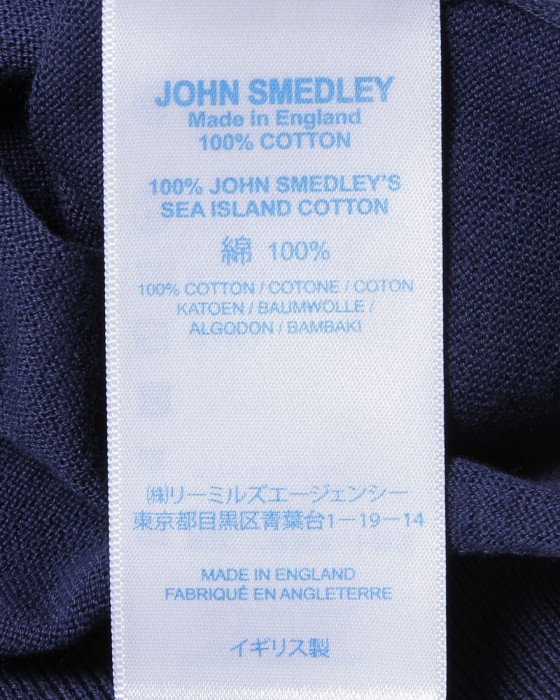 JOHN SMEDLEY
Made in England
100% COTTON
100% JOHN SMEDLEY'S
SEA ISLAND COTTON
綿 100%
100% COTTON / COTONE / COTON
KATOEN / BAUMWOLLE /
ALGODON / BAMBAKI
㈱リーミルズエージェンシー
東京都目黒区青葉台1－19－14
MADE IN ENGLAND
FABRIQUÉ EN ANGLETERRE
イギリス製